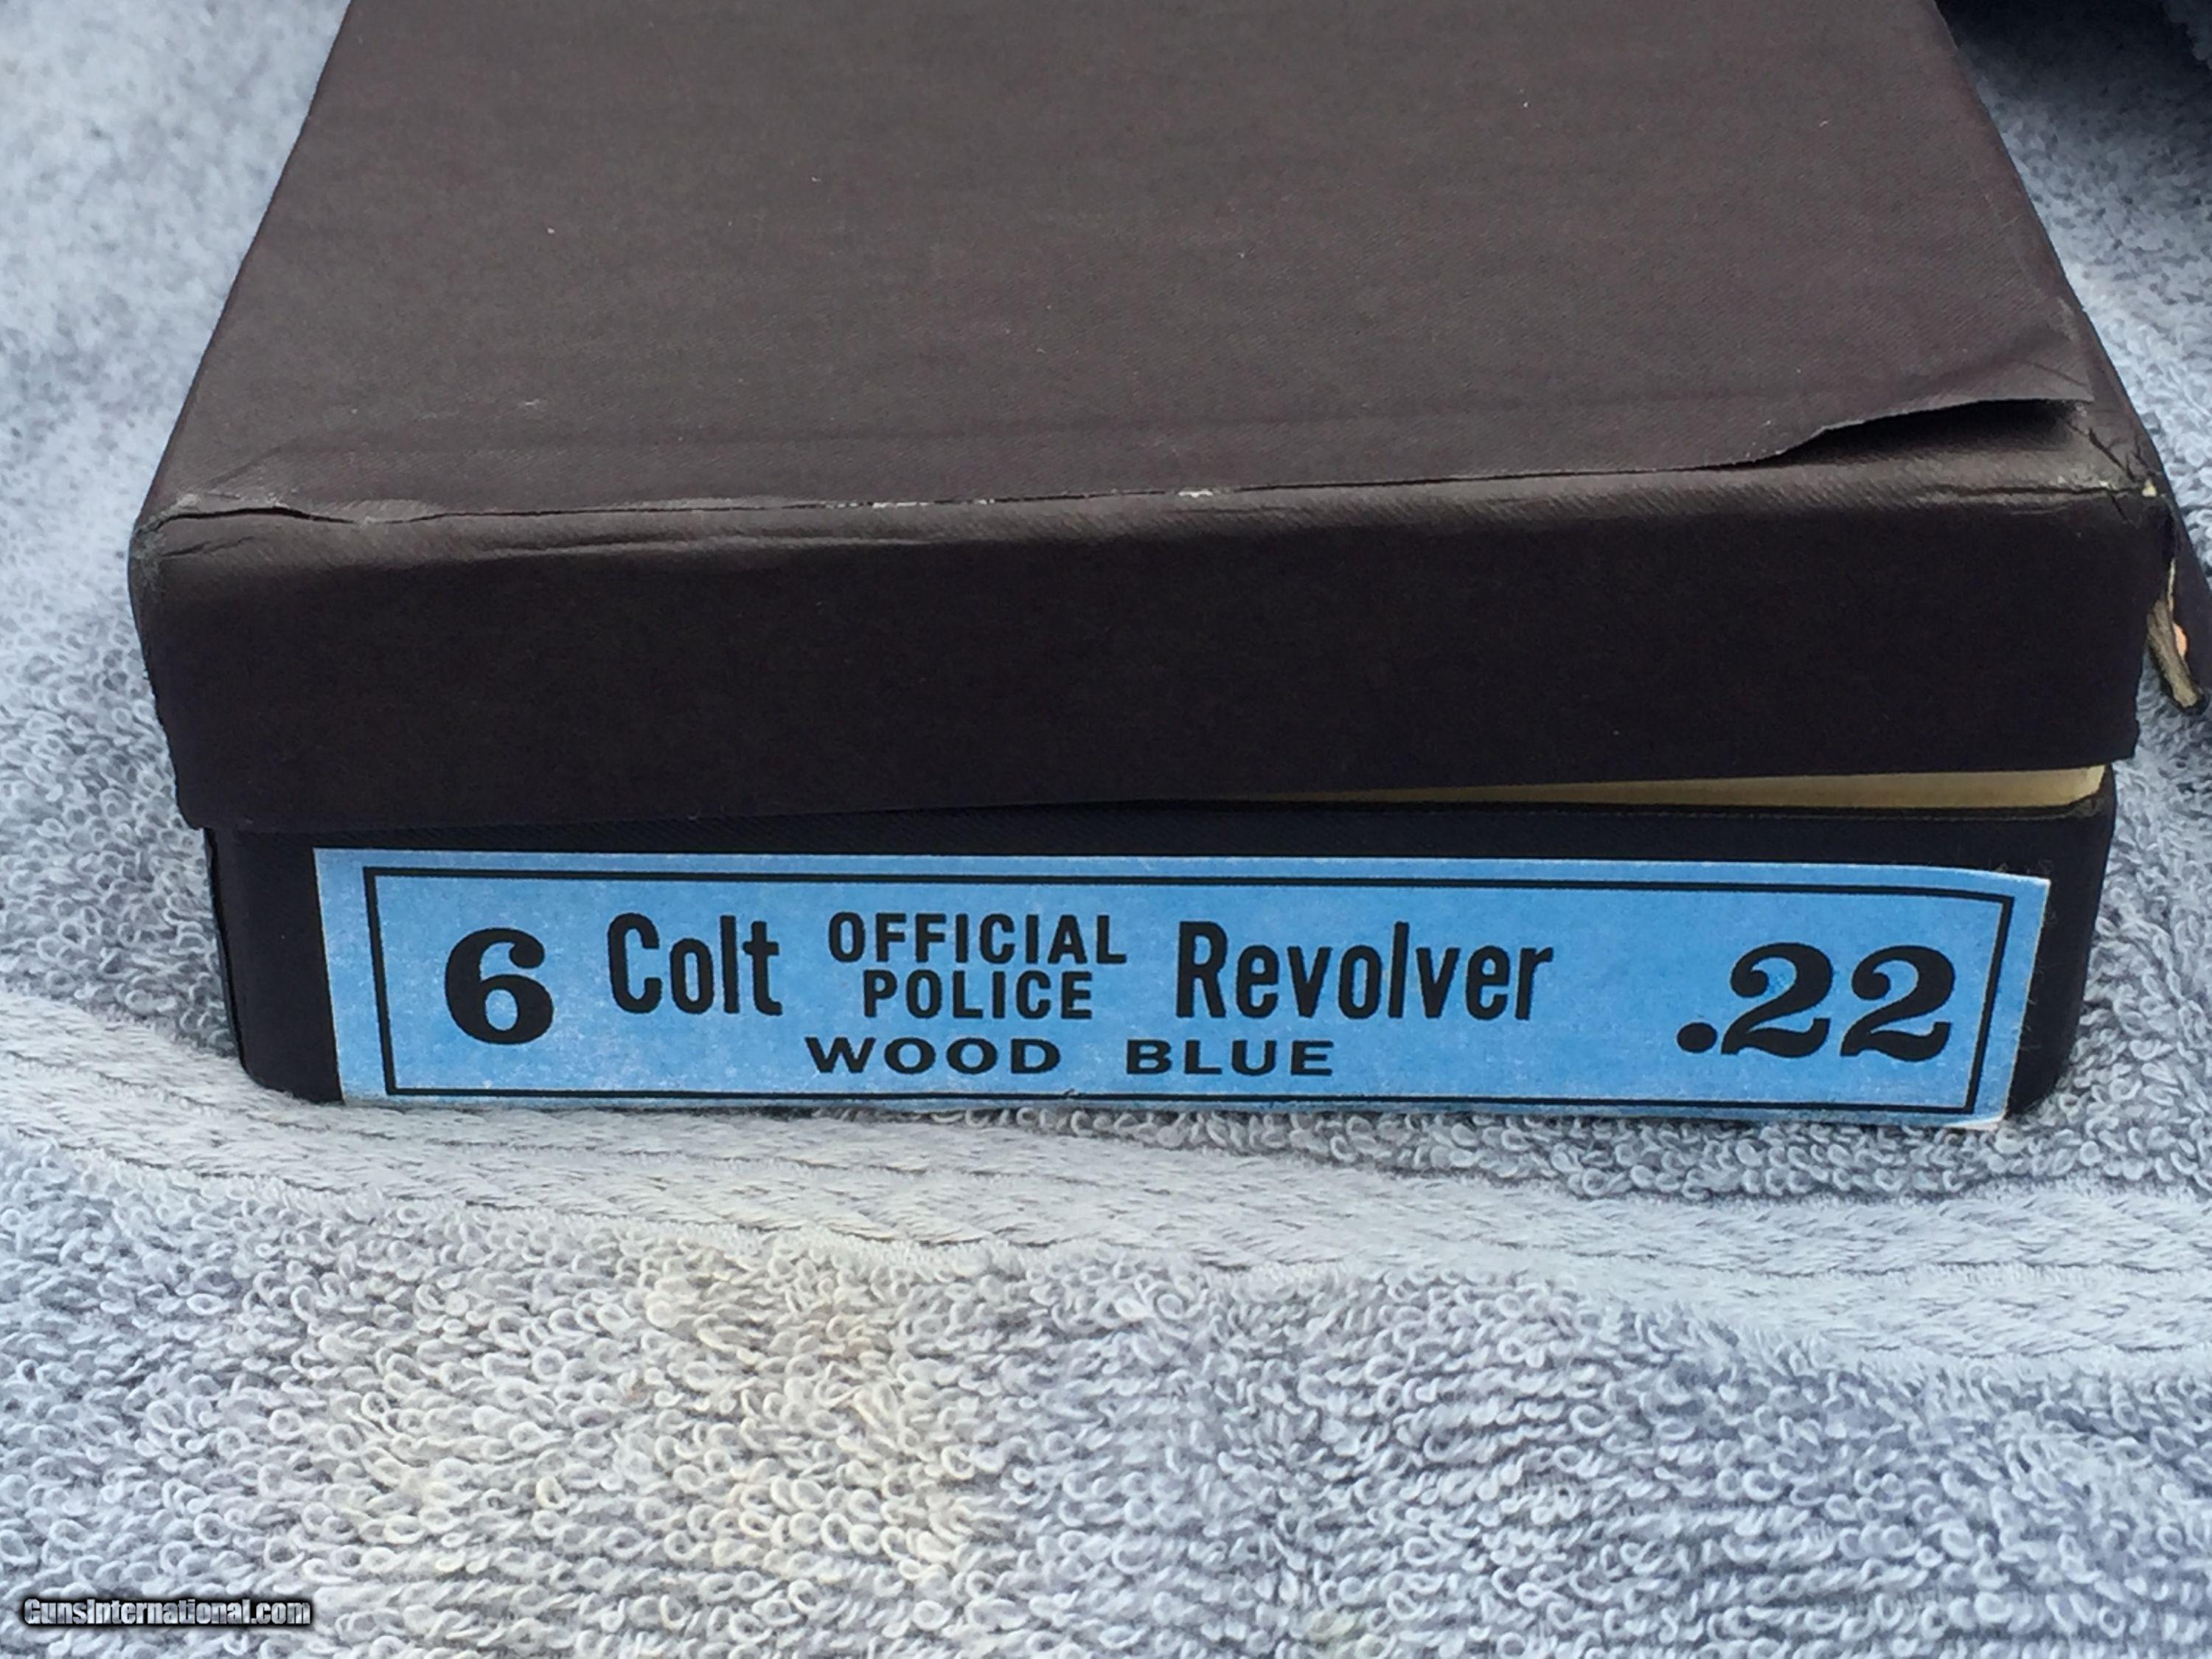 6 Colt OFFICIAL POLICE Revolver .22
WOOD BLUE
GunsInternational.com